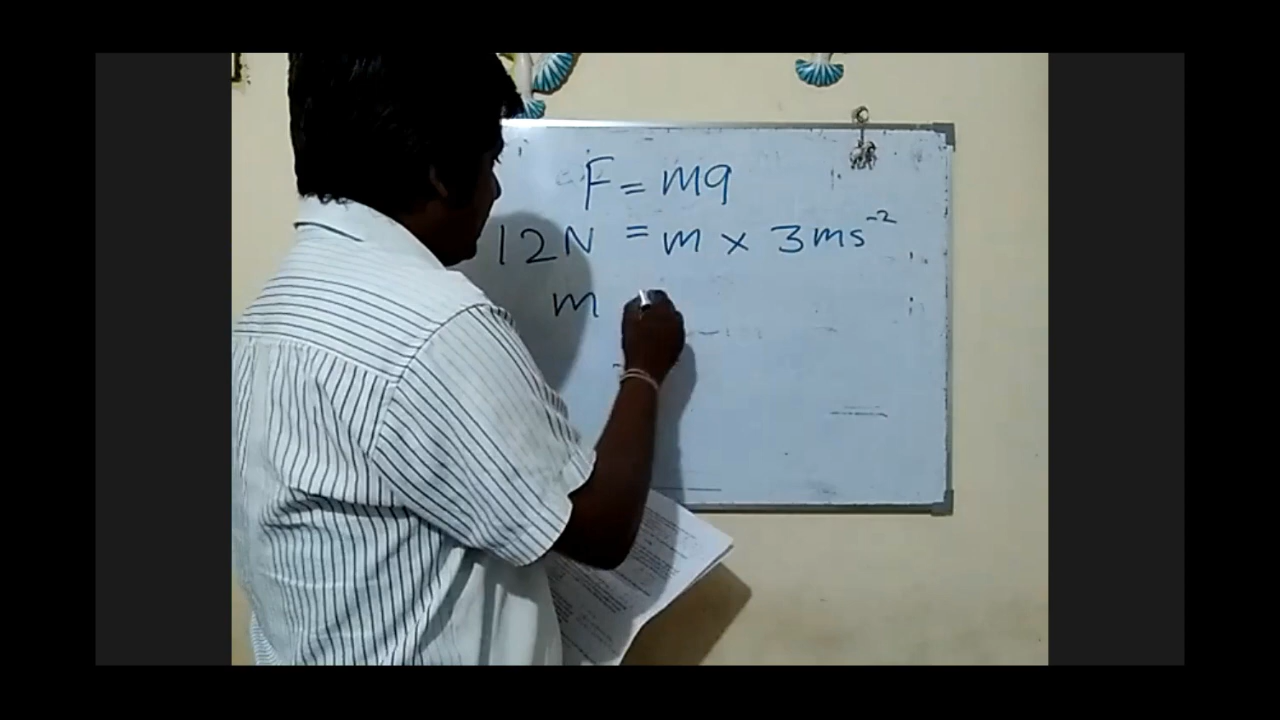 F = ma
12N = m × 3ms⁻²
m